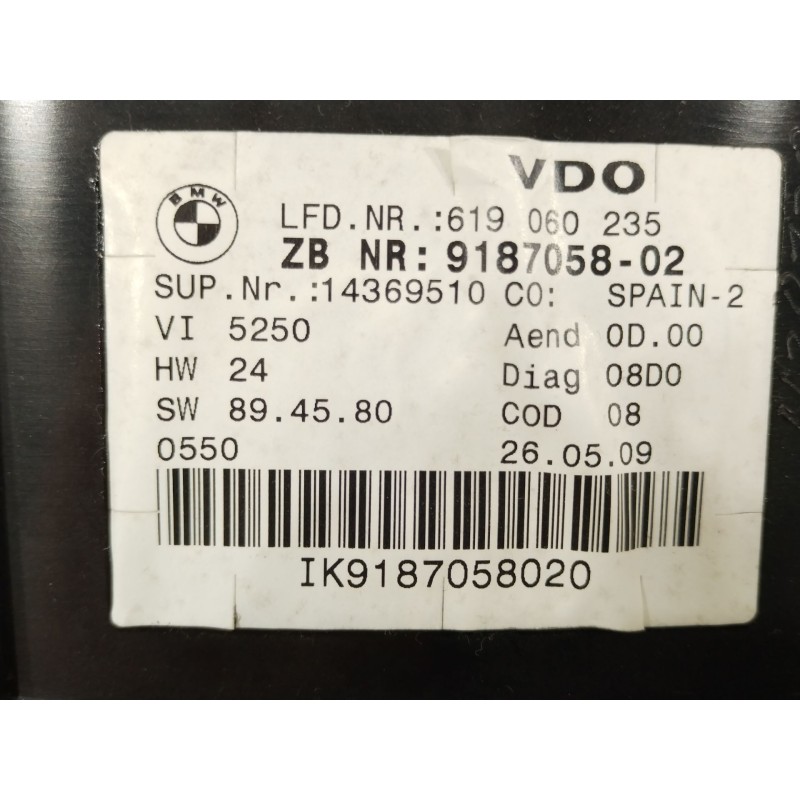 VDO
BMW
LFD.NR.:619 060 235
ZB NR: 9187058-02
SUP.Nr.:14369510 CO: SPAIN-2
VI 5250 Aend 0D.00
HW 24 Diag 08D0
SW 89.45.80 COD 08
0550 26.05.09
IK9187058020